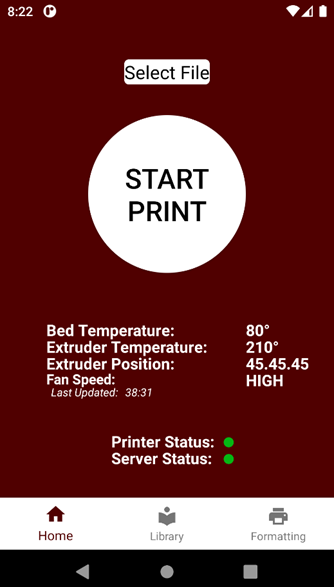 8:22
Select File
START
PRINT
Bed Temperature: 80°
Extruder Temperature: 210°
Extruder Position: 45.45.45
Fan Speed: HIGH
Last Updated: 38:31
Printer Status:
Server Status:
Home Library Formatting